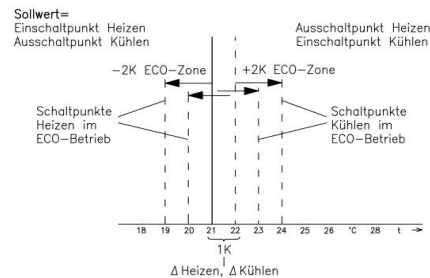 Sollwert=
Einschaltpunkt Heizen
Ausschaltpunkt Kühlen
Ausschaltpunkt Heizen
Einschaltpunkt Kühlen
-2K ECO-Zone
+2K ECO-Zone
Schaltpunkte
Heizen im
ECO-Betrieb
Schaltpunkte
Kühlen im
ECO-Betrieb
18 19 20 21 22 23 24 25 26 °C 28 t
1K
Δ Heizen, Δ Kühlen